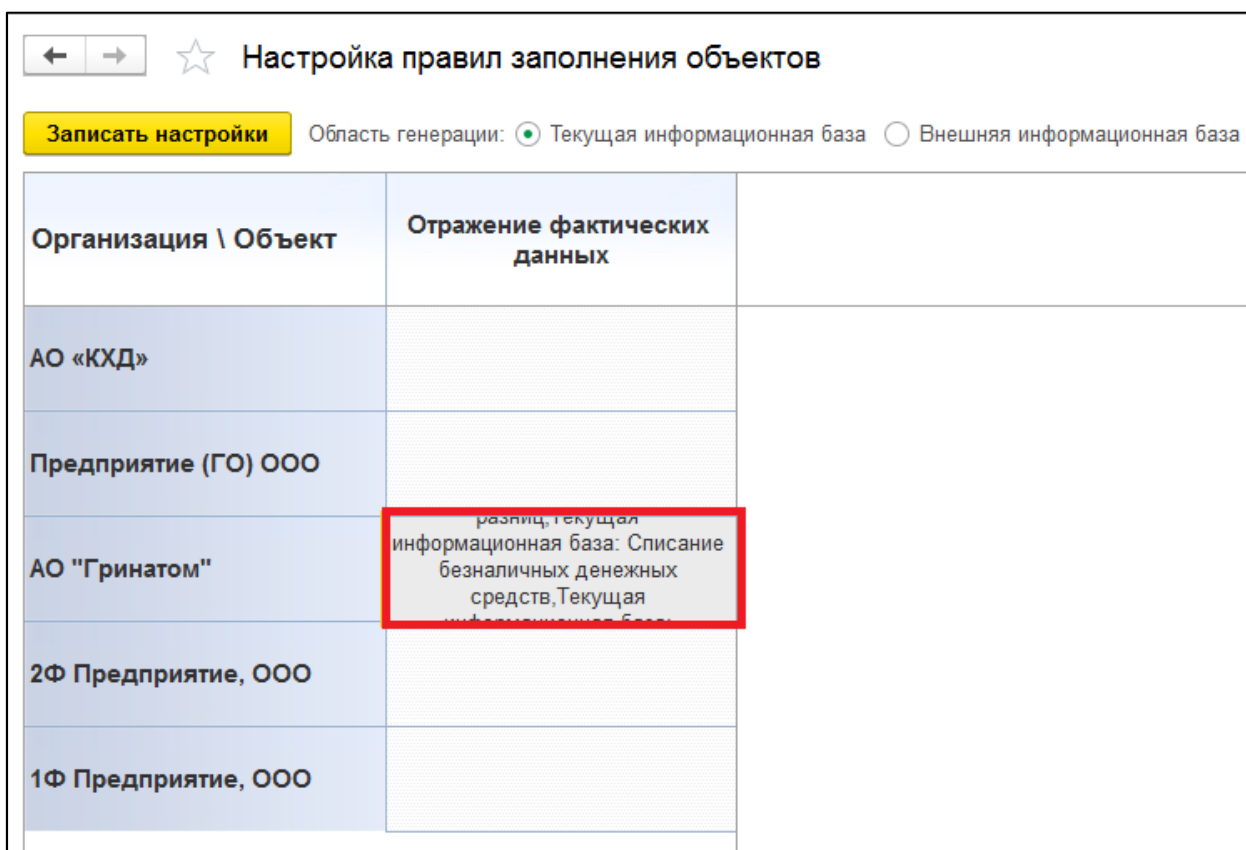 Настройка правил заполнения объектов
Записать настройки Область генерации: Текущая информационная база Внешняя информационная база
Организация \ Объект
Отражение фактических
данных
АО «КХД»
Предприятие (ГО) ООО
АО "Гринатом"
разниц,Текущая
информационная база: Списание
безналичных денежных
средств,Текущая
информационная база:
2Ф Предприятие, ООО
1Ф Предприятие, ООО